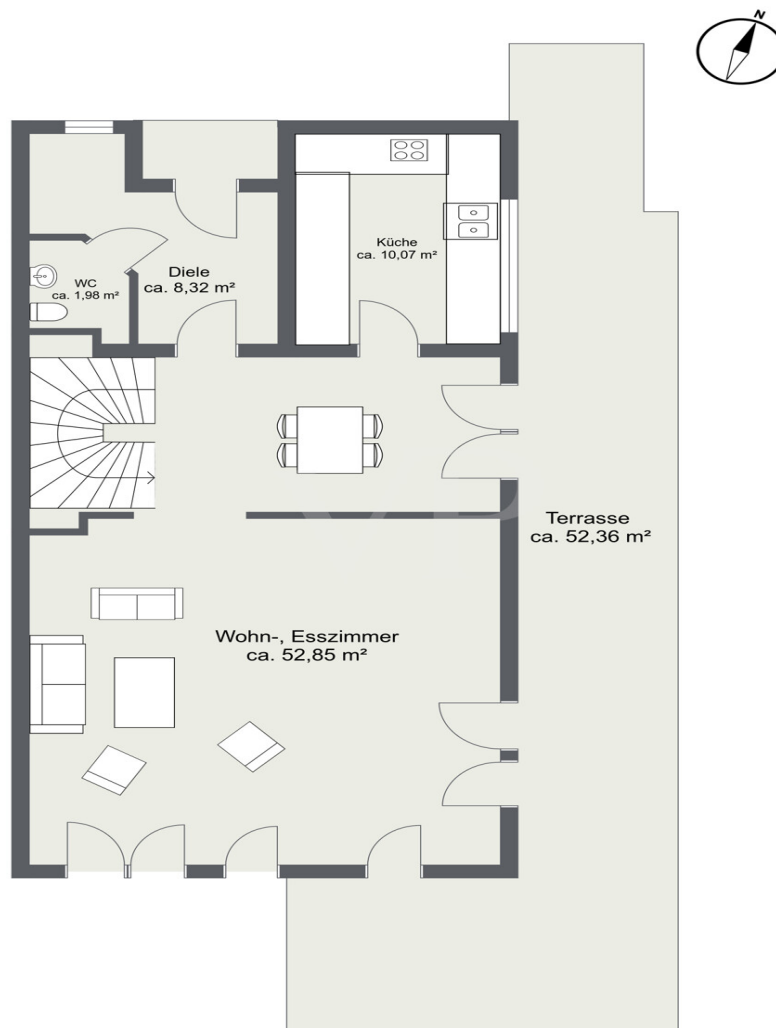 N
Küche
ca. 10,07 m²
Diele
ca. 8,32 m²
WC
ca. 1,98 m²
Terrasse
ca. 52,36 m²
Wohn-, Esszimmer
ca. 52,85 m²